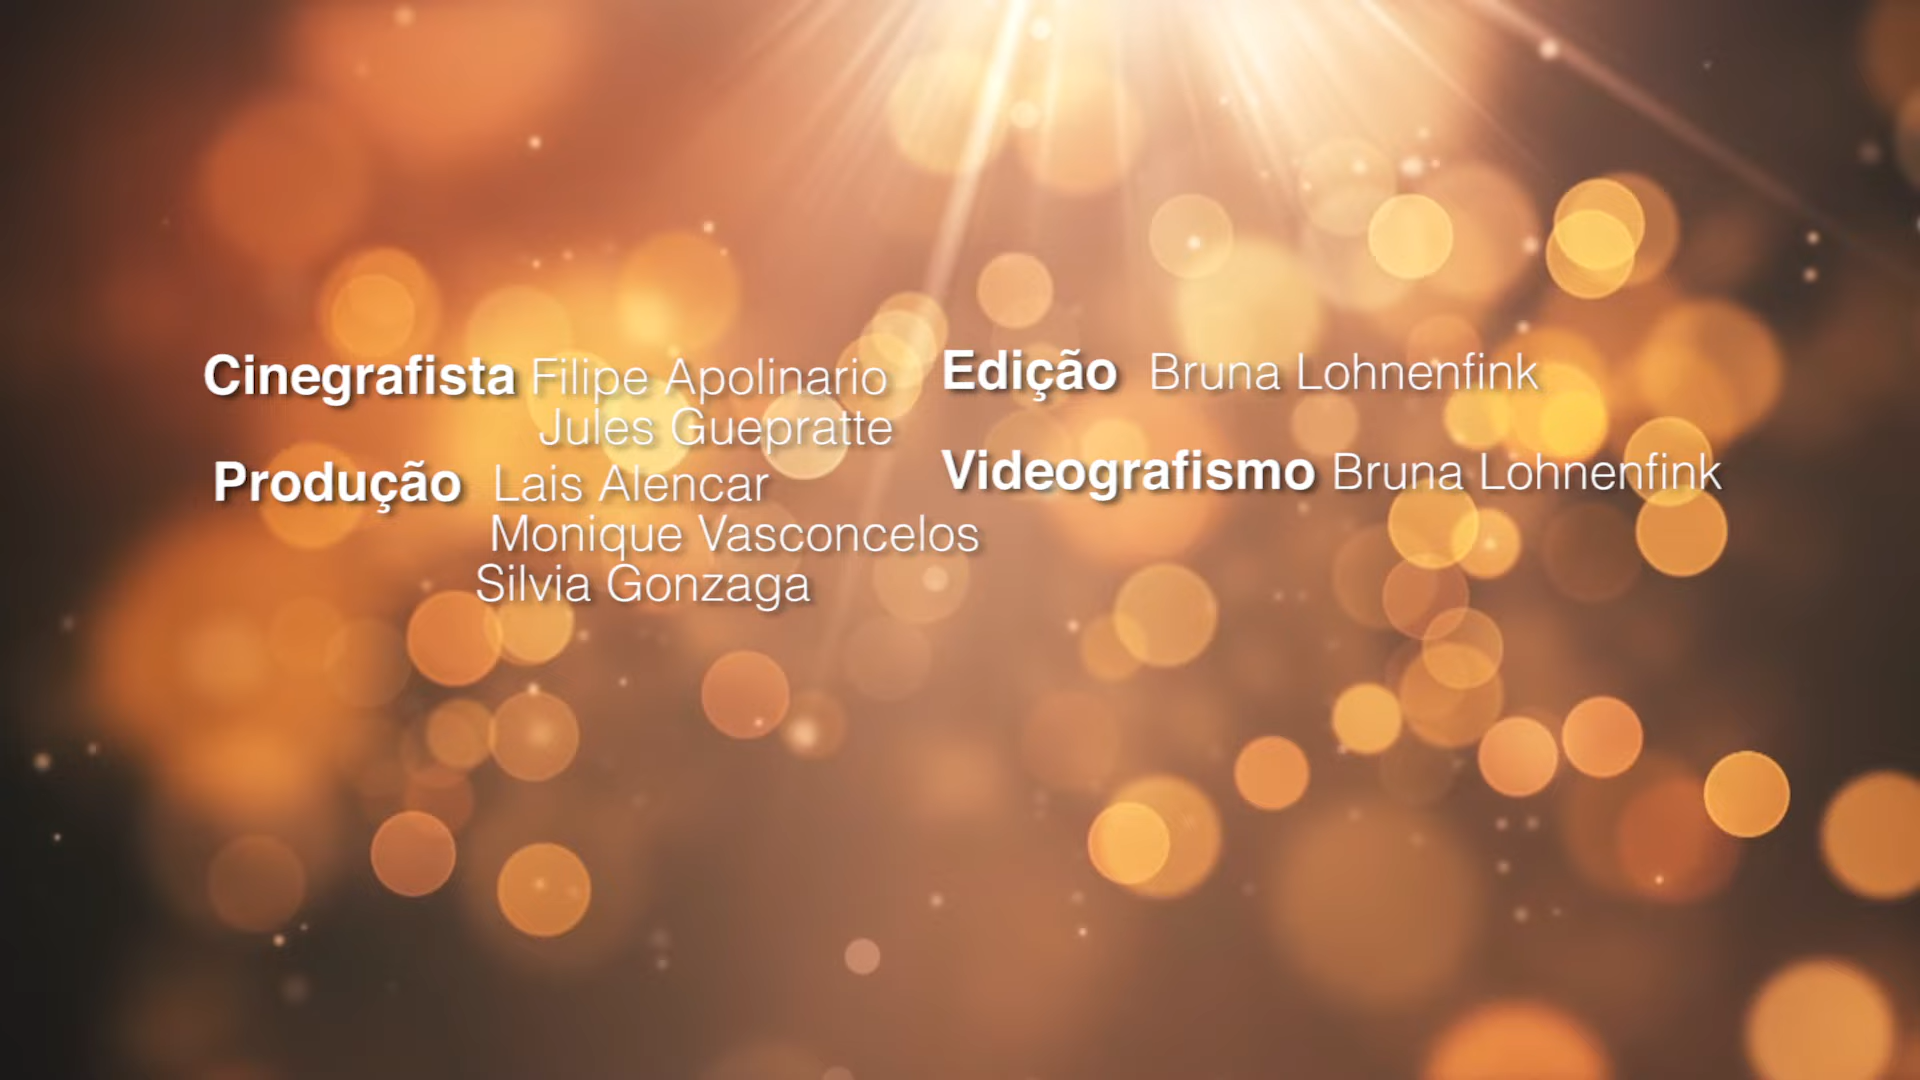 Cinegrafista Filipe Apolinario
Jules Guepratte
Produção Lais Alencar
Monique Vasconcelos
Silvia Gonzaga
Edição Bruna Lohnenfink
Videografismo Bruna Lohnenfink